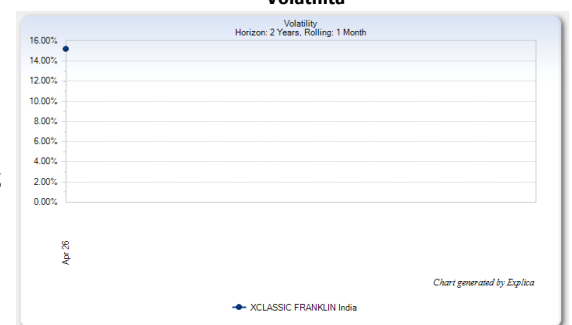 Volatility
Horizon: 2 Years, Rolling: 1 Month
16.00%
14.00%
12.00%
10.00%
8.00%
6.00%
4.00%
2.00%
0.00%
Apr 26
Chart generated by Explica
XCLASSIC FRANKLIN India